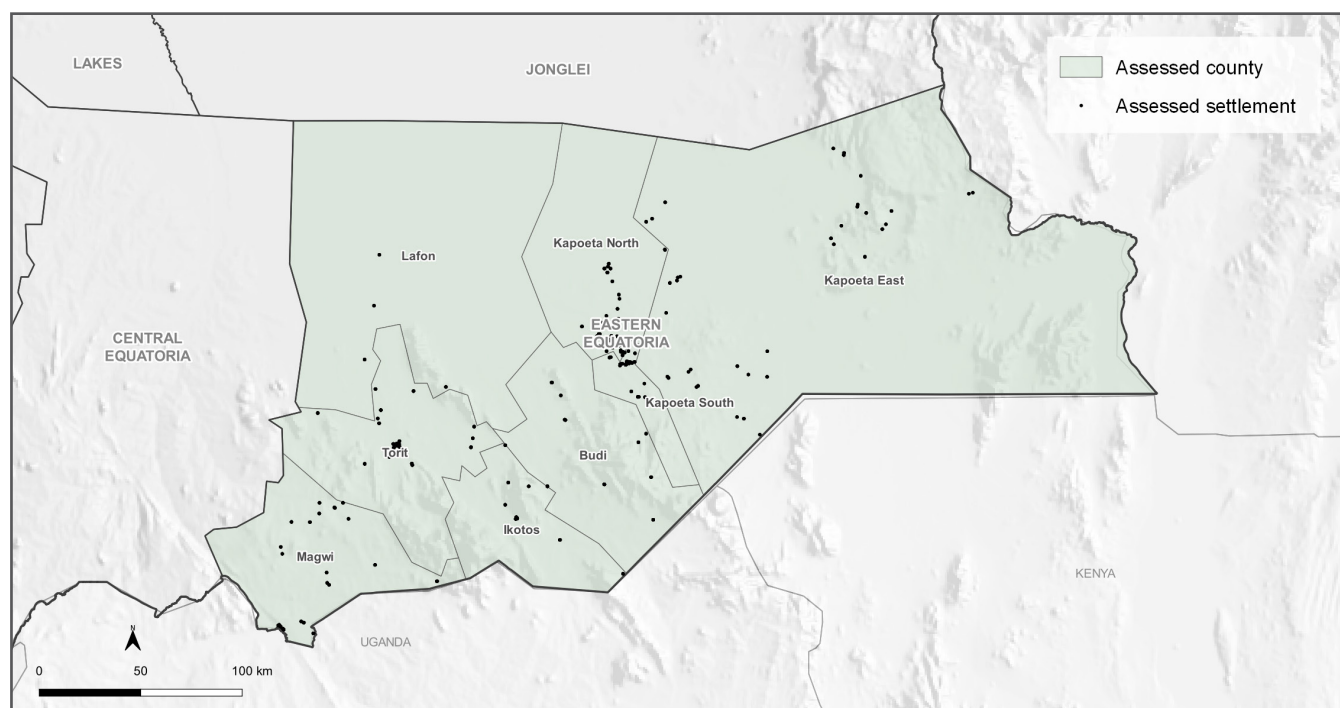 LAKES
JONGLEI
Assessed county
Assessed settlement
Kapoeta North
Lafon
Kapoeta East
EASTERN
EQUATORIA
CENTRAL
EQUATORIA
Kapoeta South
Torit
Budi
Ikotos
Magwi
KENYA
UGANDA
N
0 50 100 km